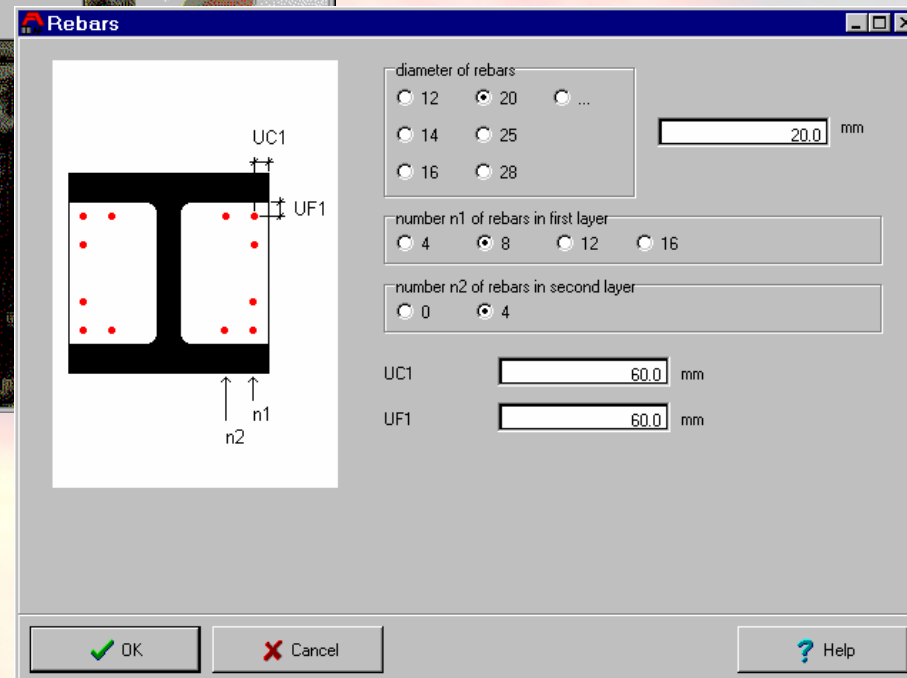 Rebars
diameter of rebars
12 20 ...
14 25
16 28
20.0 mm
UC1
UF1
n1
n2
number n1 of rebars in first layer
4 8 12 16
number n2 of rebars in second layer
0 4
UC1 60.0 mm
UF1 60.0 mm
OK Cancel ? Help